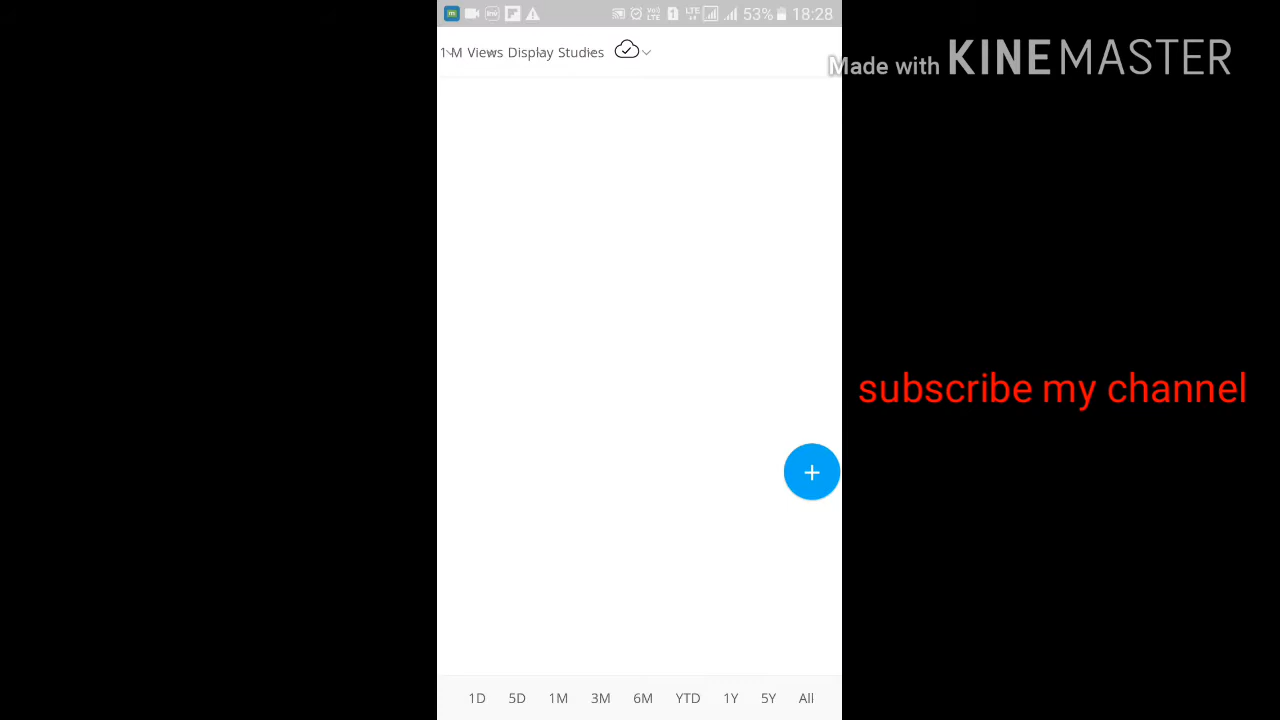 53% 18:28
1 M Views Display Studies
Made with KINEMASTER
subscribe my channel
+
1D 5D 1M 3M 6M YTD 1Y 5Y All